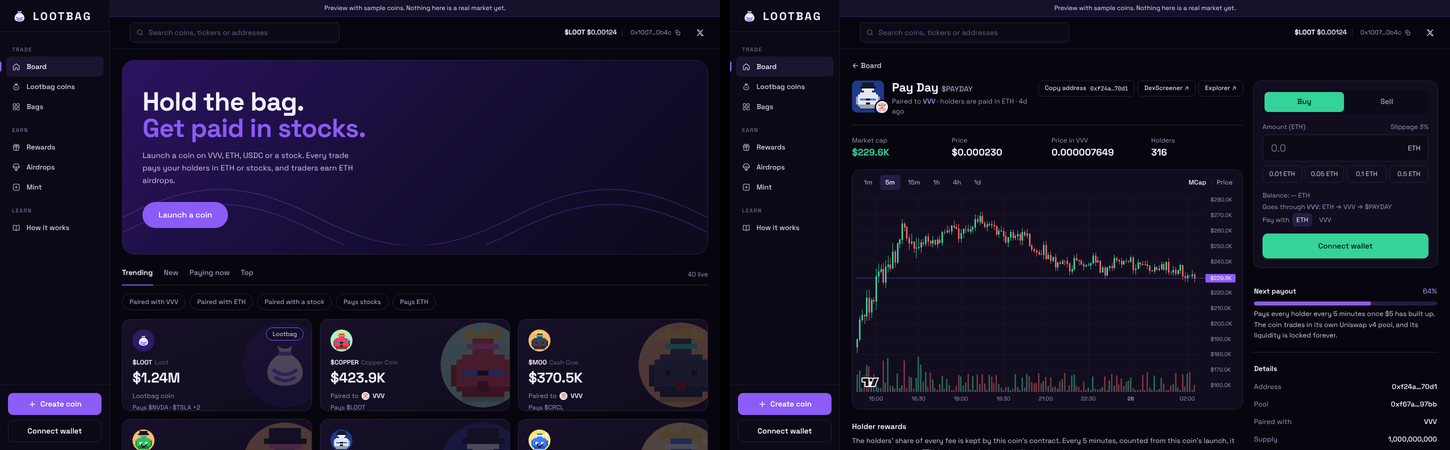 Preview with sample coins. Nothing here is a real market yet.
LOOTBAG
Search coins, tickers or addresses
$LOOT $0.00124
0x1007...0b4c
TRADE
Board
Lootbag coins
Bags
EARN
Rewards
Airdrops
Mint
LEARN
How it works
Create coin
Connect wallet
Hold the bag.
Get paid in stocks.
Launch a coin on VVV, ETH, USDC or a stock. Every trade
pays your holders in ETH or stocks, and traders earn ETH
airdrops.
Launch a coin
Trending New Paying now Top
40 live
Paired with VVV Paired with ETH Paired with a stock Pays stocks Pays ETH
Lootbag
$LOOT Loot
$1.24M
Lootbag coin
Pays $NVDA · $TSLA +2
$COPPER Copper Coin
$423.9K
Paired to VVV
Pays $LOOT
$MOO Cash Cow
$370.5K
Paired to VVV
Pays $CRCL
Preview with sample coins. Nothing here is a real market yet.
LOOTBAG
Search coins, tickers or addresses
$LOOT $0.00124
0x1007...0b4c
TRADE
Board
Lootbag coins
Bags
EARN
Rewards
Airdrops
Mint
LEARN
How it works
Create coin
Connect wallet
← Board
Pay Day $PAYDAY
Paired to VVV · holders are paid in ETH · 4d
ago
Copy address 0xf24a…70d1
DexScreener ↗
Explorer ↗
Market cap
$229.6K
Price
$0.000230
Price in VVV
0.000007649
Holders
316
1m 5m 15m 1h 4h 1d
MCap Price
$280.0K
$270.0K
$260.0K
$250.0K
$240.0K
$229.6K
$220.0K
$210.0K
$200.0K
$190.0K
$180.0K
$170.0K
$160.0K
15:00 16:30 18:00 19:30 21:00 22:30 26 02:00
Holder rewards
The holders' share of every fee is kept by this coin's contract. Every 5 minutes, counted from this coin's launch, it
Buy Sell
Amount (ETH)
Slippage 3%
0.0
ETH
0.01 ETH 0.05 ETH 0.1 ETH 0.5 ETH
Balance: — ETH
Goes through VVV: ETH → VVV → $PAYDAY
Pay with ETH VVV
Connect wallet
Next payout
64%
Pays every holder every 5 minutes once $5 has built up.
The coin trades in its own Uniswap v4 pool, and its
liquidity is locked forever.
Details
Address 0xf24a…70d1
Pool 0xf67a…97bb
Paired with VVV
Supply 1,000,000,000